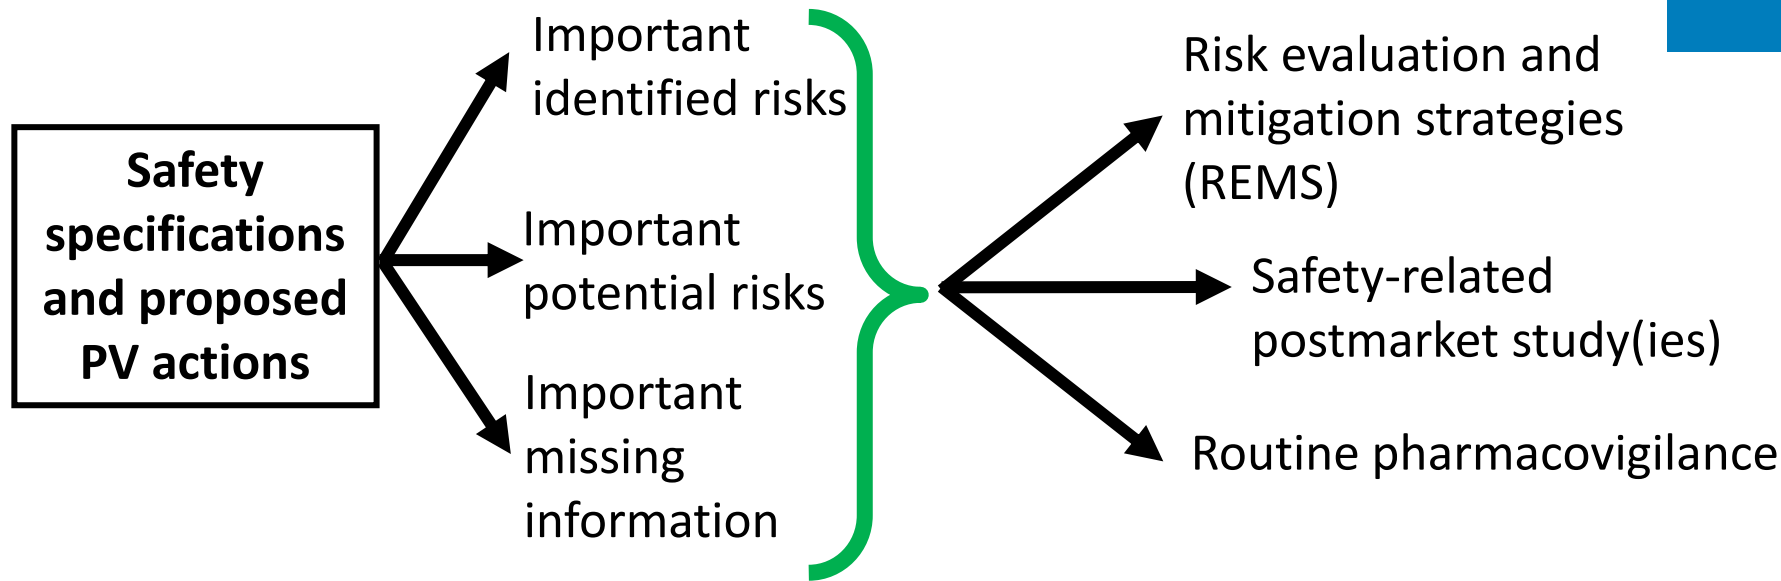 Safety
specifications
and proposed
PV actions
Important
identified risks
Important
potential risks
Important
missing
information
Risk evaluation and
mitigation strategies
(REMS)
Safety-related
postmarket study(ies)
Routine pharmacovigilance